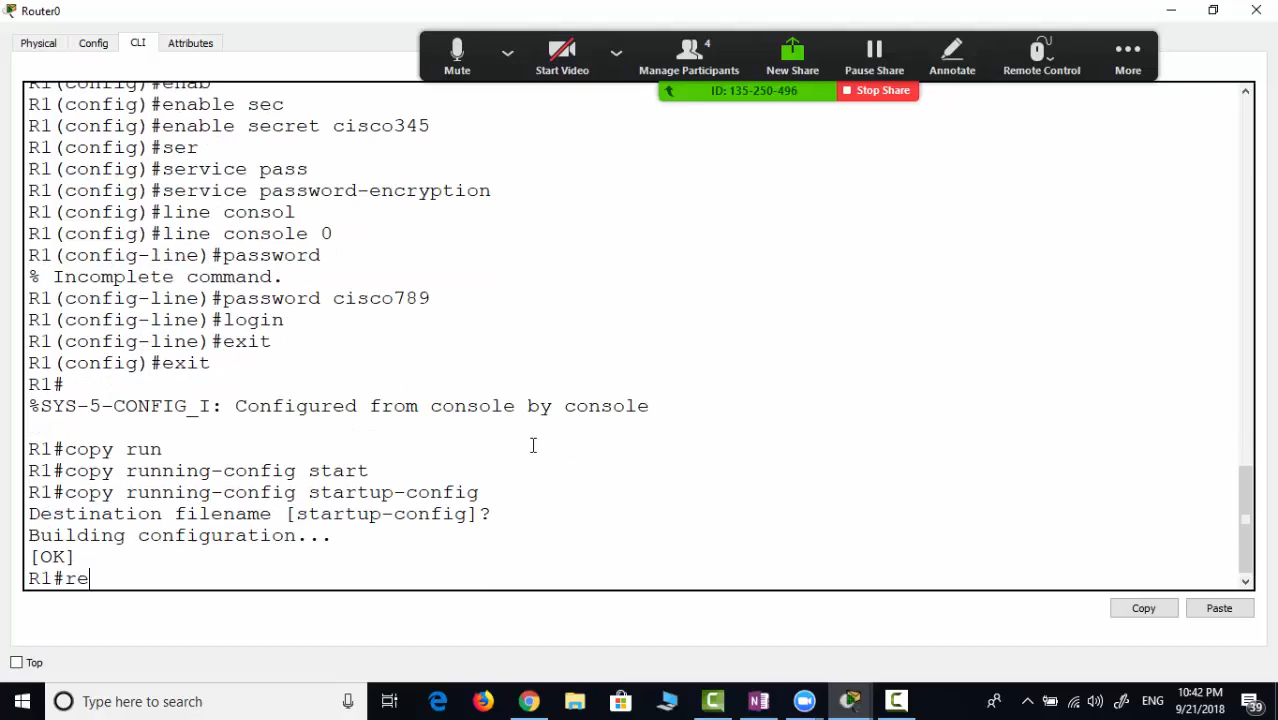 Router0
Physical Config CLI Attributes
Mute Start Video 4 Manage Participants New Share Pause Share Annotate Remote Control More
ID: 135-250-496 Stop Share
R1(config)#enab
R1(config)#enable sec
R1(config)#enable secret cisco345
R1(config)#ser
R1(config)#service pass
R1(config)#service password-encryption
R1(config)#line consol
R1(config)#line console 0
R1(config-line)#password
% Incomplete command.
R1(config-line)#password cisco789
R1(config-line)#login
R1(config-line)#exit
R1(config)#exit
R1#
%SYS-5-CONFIG_I: Configured from console by console
R1#copy run
R1#copy running-config start
R1#copy running-config startup-config
Destination filename [startup-config]?
Building configuration...
[OK]
R1#re
Copy Paste
Top
Type here to search
ENG
10:42 PM
9/21/2018
39